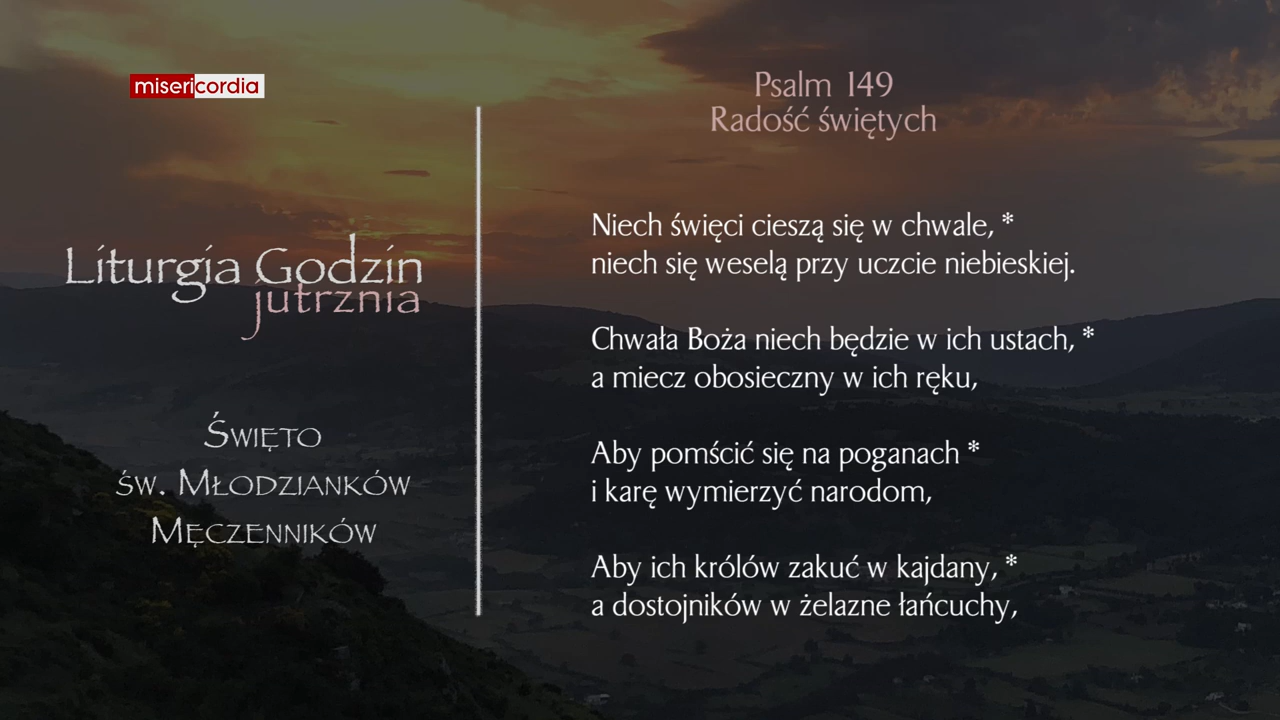 misericordia
Liturgia Godzin
jutrznia
Święto
św. Młodzianków
Męczenników
Psalm 149
Radość świętych
Niech święci cieszą się w chwale, *
niech się weselą przy uczcie niebieskiej.
Chwała Boża niech będzie w ich ustach, *
a miecz obosieczny w ich ręku,
Aby pomścić się na poganach *
i karę wymierzyć narodom,
Aby ich królów zakuć w kajdany, *
a dostojników w żelazne łańcuchy,